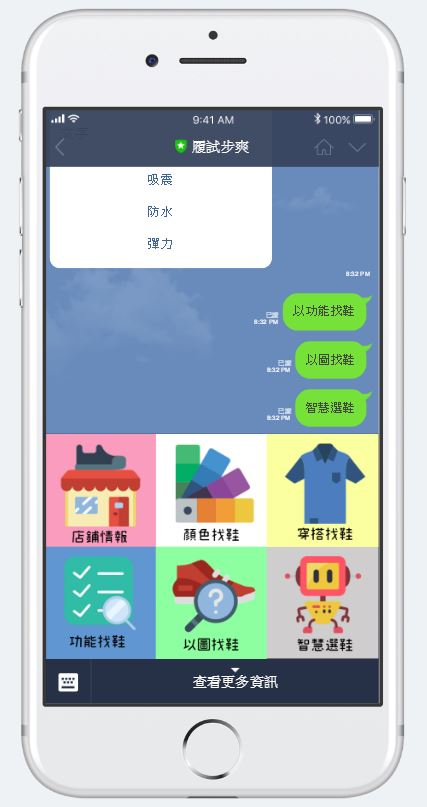 9:41 AM
100%
文字
履試步爽
吸震
防水
彈力
8:32 PM
已讀
8:32 PM
以功能找鞋
已讀
8:32 PM
以圖找鞋
已讀
8:32 PM
智慧選鞋
店鋪情報
顏色找鞋
穿搭找鞋
功能找鞋
以圖找鞋
?
智慧選鞋
查看更多資訊